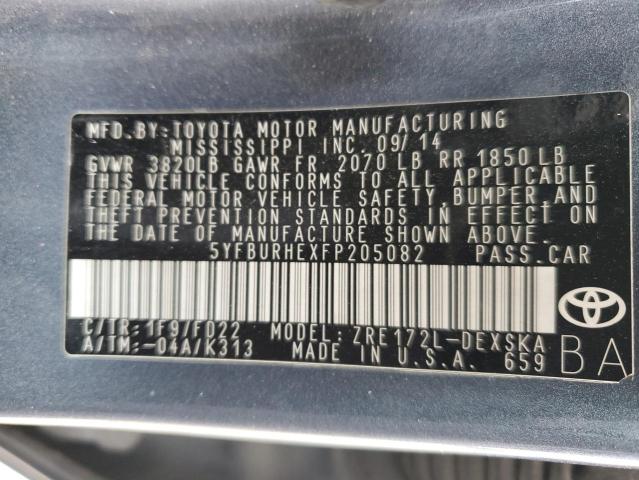 MFD. BY: TOYOTA MOTOR MANUFACTURING
MISSISSIPPI INC. 09/14
GVWR 3820LB GAWR FR. 2070 LB RR 1850 LB
THIS VEHICLE CONFORMS TO ALL APPLICABLE
FEDERAL MOTOR VEHICLE SAFETY, BUMPER, AND
THEFT PREVENTION STANDARDS IN EFFECT ON
THE DATE OF MANUFACTURE SHOWN ABOVE.
5YFBURHEXFP205082 PASS. CAR
C/TR: 1F9/FD22 MODEL: ZRE172L-DEXSKA
A/TM: -04A/K313 MADE IN U.S.A. 659
BA